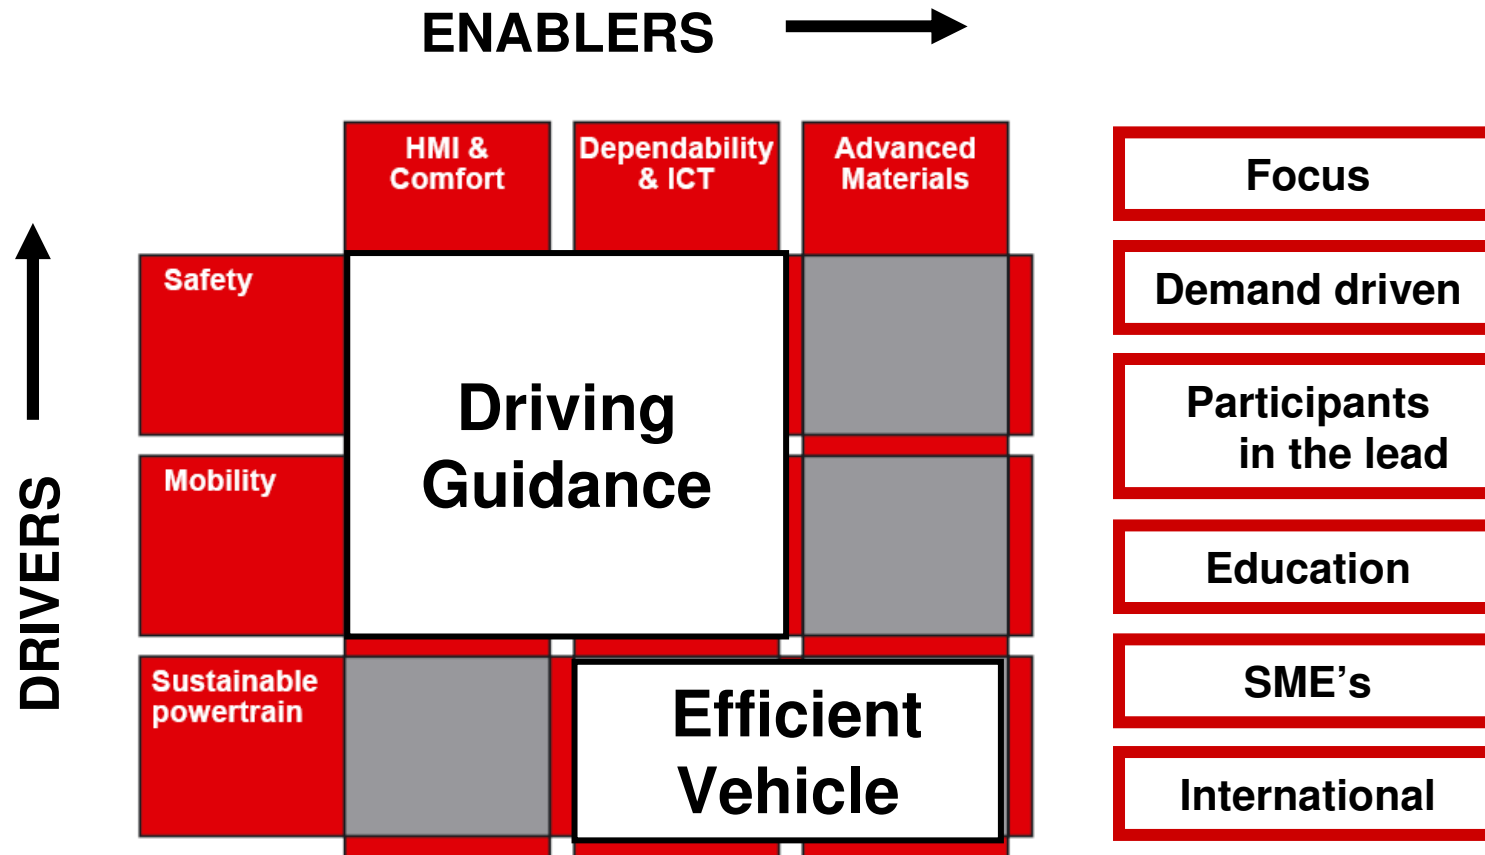 ENABLERS
HMI &
Comfort
Dependability
& ICT
Advanced
Materials
DRIVERS
Safety
Mobility
Sustainable
powertrain
Driving
Guidance
Efficient
Vehicle
Focus
Demand driven
Participants
in the lead
Education
SME’s
International